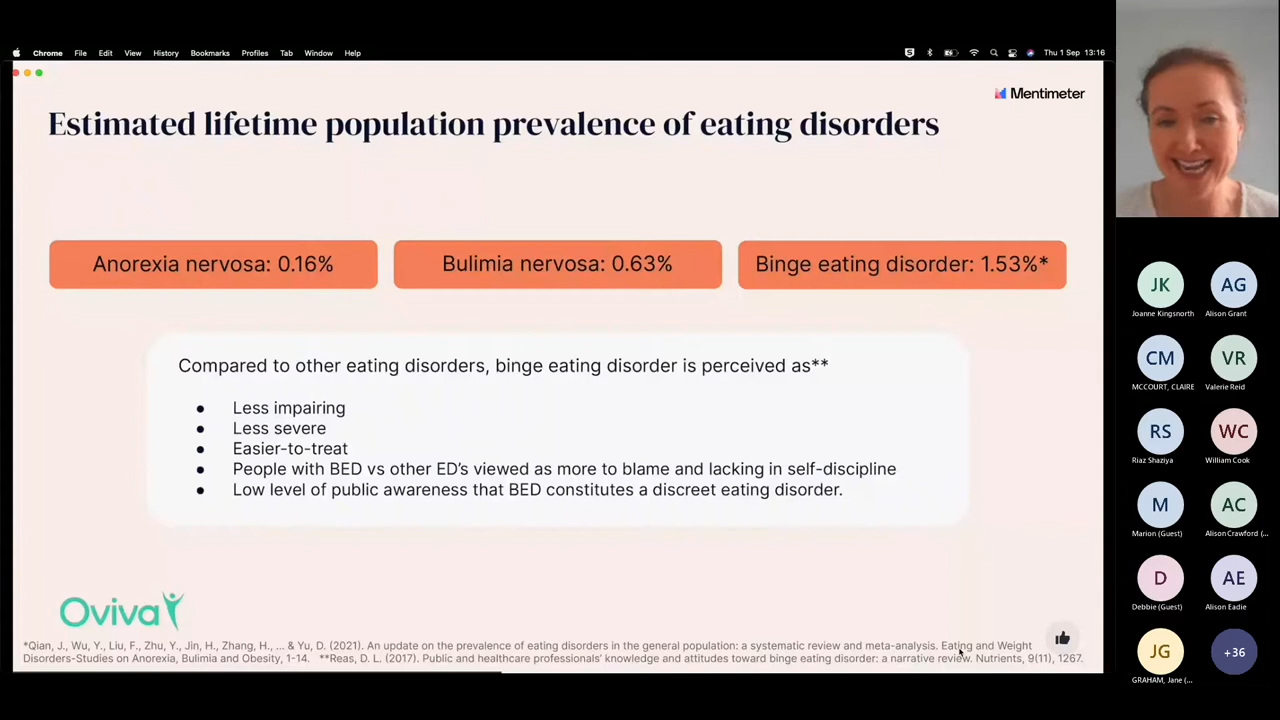 Chrome File Edit View History Bookmarks Profiles Tab Window Help
Thu 1 Sep 13:16
Mentimeter
Estimated lifetime population prevalence of eating disorders
Anorexia nervosa: 0.16%
Bulimia nervosa: 0.63%
Binge eating disorder: 1.53%*
Compared to other eating disorders, binge eating disorder is perceived as**
● Less impairing
● Less severe
● Easier-to-treat
● People with BED vs other ED’s viewed as more to blame and lacking in self-discipline
● Low level of public awareness that BED constitutes a discreet eating disorder.
Oviva
*Qian, J., Wu, Y., Liu, F., Zhu, Y., Jin, H., Zhang, H., ... & Yu, D. (2021). An update on the prevalence of eating disorders in the general population: a systematic review and meta-analysis. Eating and Weight
Disorders-Studies on Anorexia, Bulimia and Obesity, 1-14. **Reas, D. L. (2017). Public and healthcare professionals’ knowledge and attitudes toward binge eating disorder: a narrative review. Nutrients, 9(11), 1267.
JK
Joanne Kingsnorth
AG
Alison Grant
CM
MCCOURT, CLAIRE
VR
Valerie Reid
RS
Riaz Shaziya
WC
William Cook
M
Marion (Guest)
AC
Alison Crawford (...
D
Debbie (Guest)
AE
Alison Eadie
JG
GRAHAM, Jane (...
+36